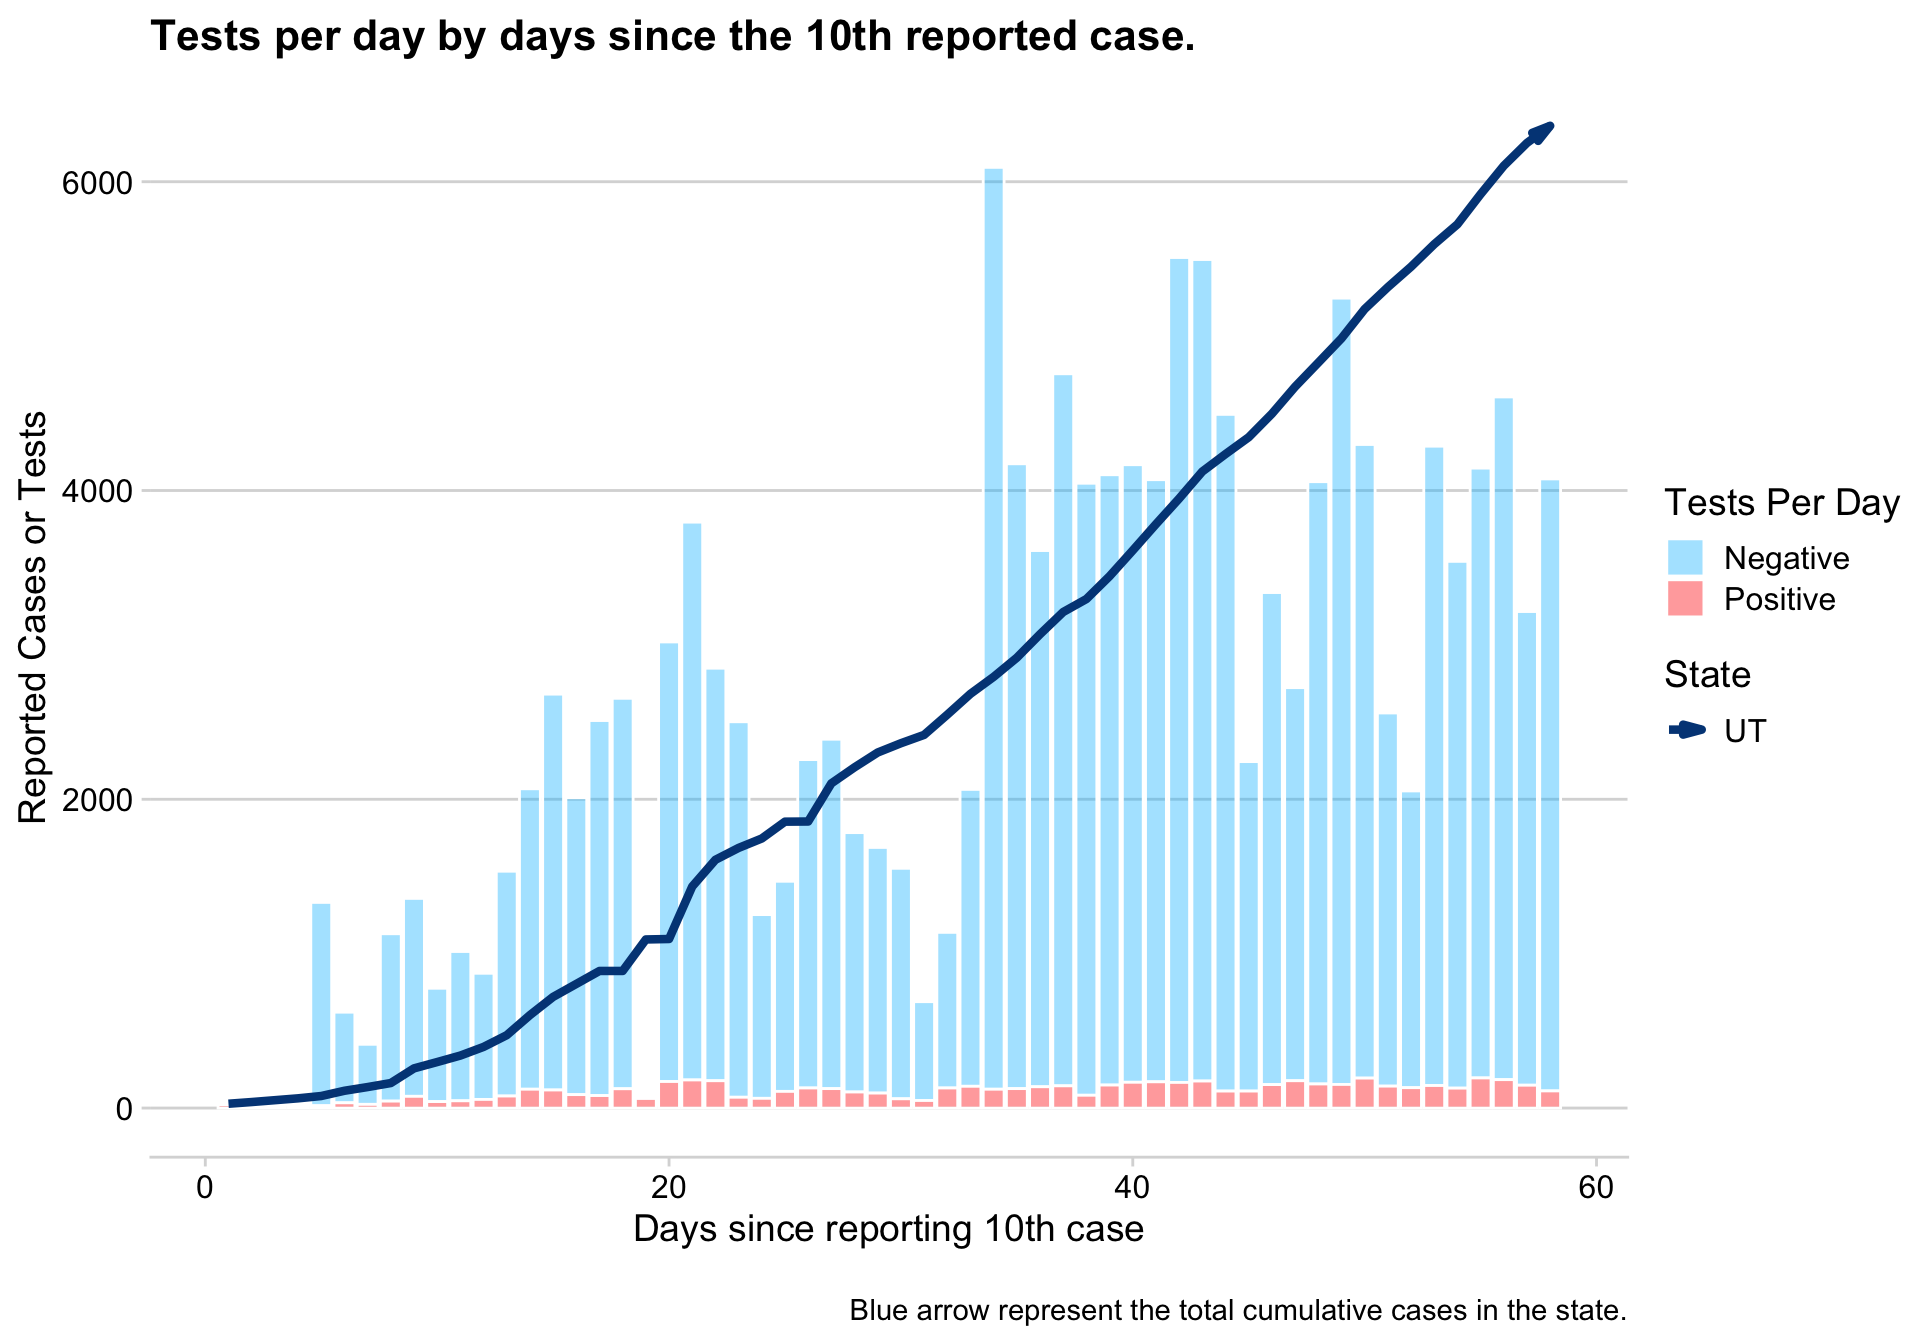 Tests per day by days since the 10th reported case.
6000
4000
2000
0
Reported Cases or Tests
0 20 40 60
Days since reporting 10th case
Tests Per Day
Negative
Positive
State
UT
Blue arrow represent the total cumulative cases in the state.